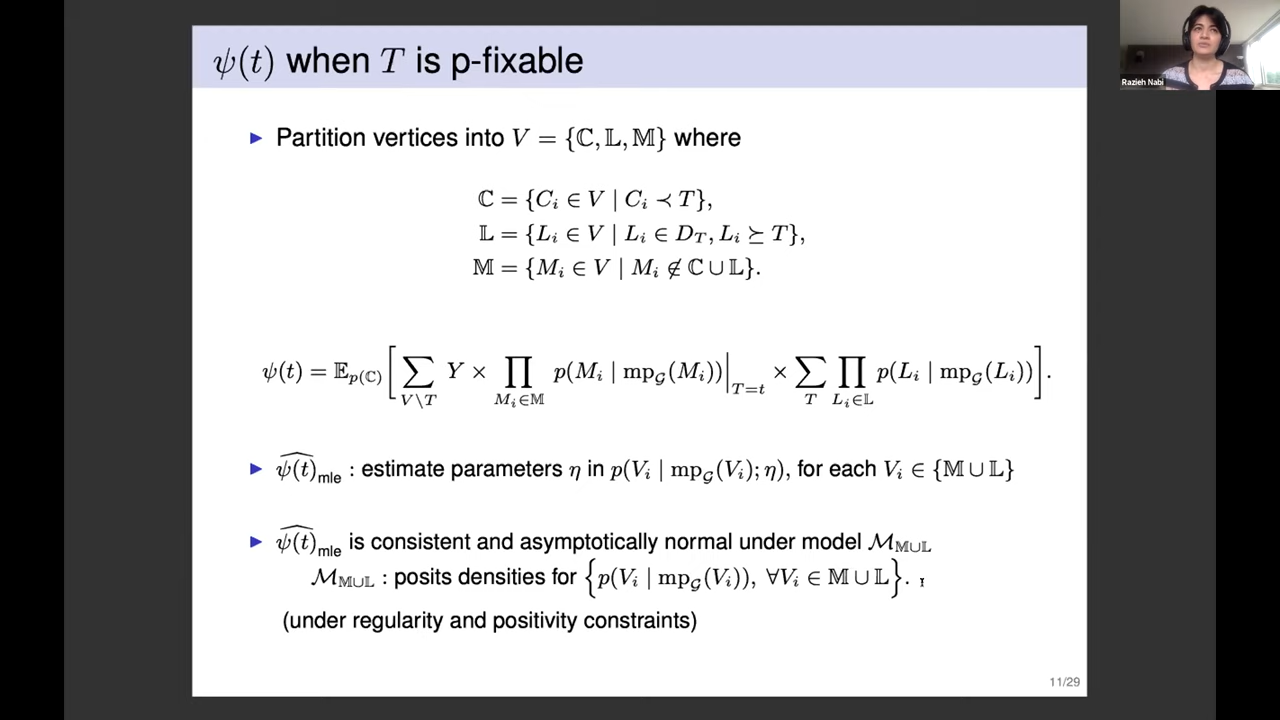 ψ(t) when T is p-fixable
Razieh Nabi
▶ Partition vertices into V = {ℂ, 𝕃, 𝕄} where
ℂ = {C_i ∈ V | C_i ≺ T},
𝕃 = {L_i ∈ V | L_i ∈ D_T, L_i ⪰ T},
𝕄 = {M_i ∈ V | M_i ∉ ℂ ∪ 𝕃}.
ψ(t) = 𝔼_{p(ℂ)}[ ∑_{V\T} Y × ∏_{M_i∈𝕄} p(M_i | mp_𝒢(M_i))|_{T=t} × ∑_T ∏_{L_i∈𝕃} p(L_i | mp_𝒢(L_i)) ].
▶ \widehat{ψ(t)}_mle : estimate parameters η in p(V_i | mp_𝒢(V_i); η), for each V_i ∈ {𝕄 ∪ 𝕃}
▶ \widehat{ψ(t)}_mle is consistent and asymptotically normal under model ℳ_{𝕄∪𝕃}
ℳ_{𝕄∪𝕃} : posits densities for {p(V_i | mp_𝒢(V_i)), ∀V_i ∈ 𝕄 ∪ 𝕃}.
(under regularity and positivity constraints)
11/29